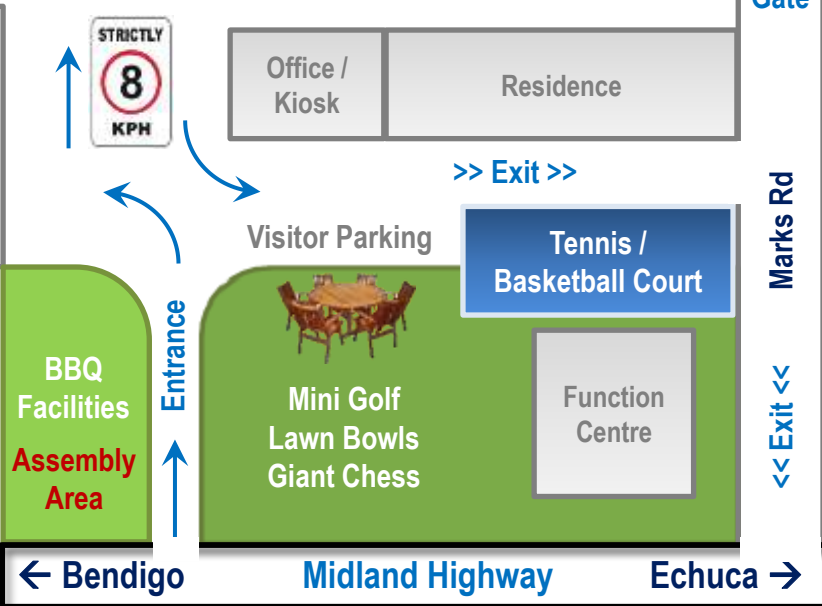 Gate
STRICTLY
8
KPH
Office /
Kiosk
Residence
>> Exit >>
Marks Rd
Visitor Parking
Tennis /
Basketball Court
Entrance
BBQ
Facilities
Assembly
Area
Mini Golf
Lawn Bowls
Giant Chess
Function
Centre
<< Exit <<
← Bendigo
Midland Highway
Echuca →